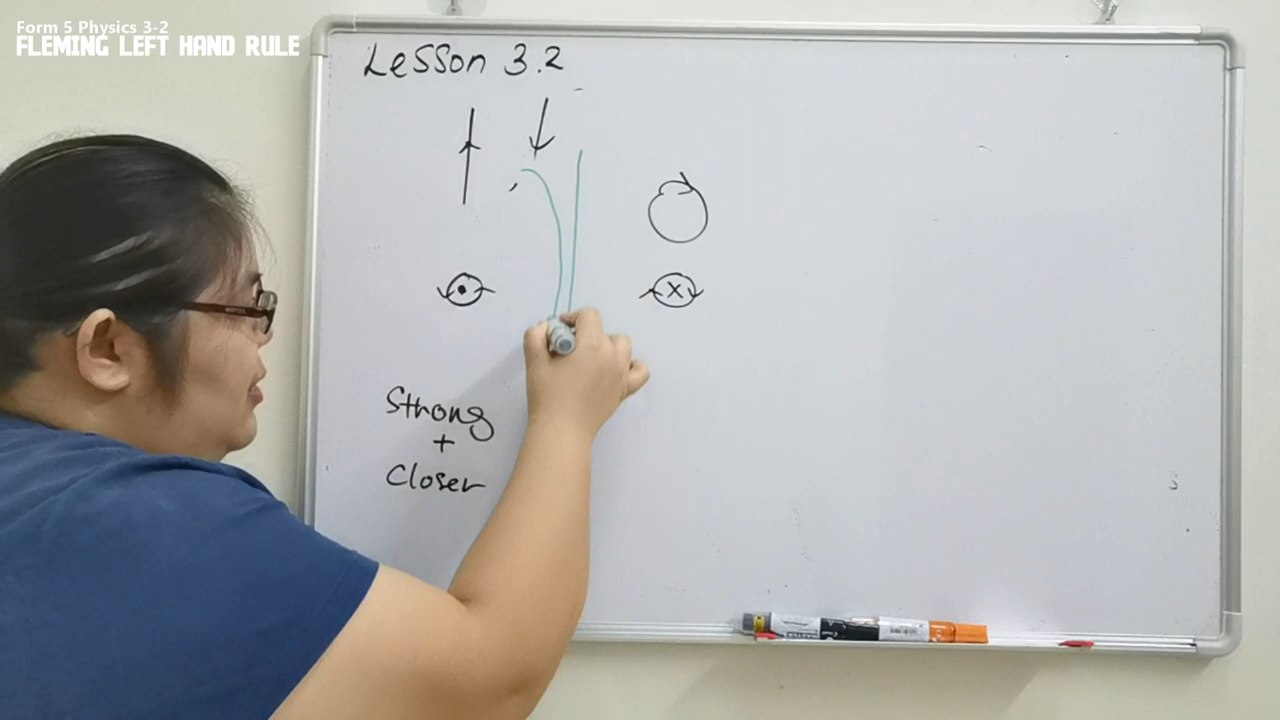 Form 5 Physics 3-2
FLEMING LEFT HAND RULE
Lesson 3.2
x
Strong
+
Closer